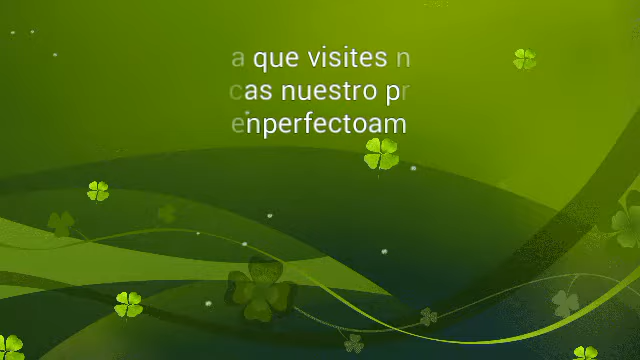 a que visites n
cas nuestro pr
enperfectoam